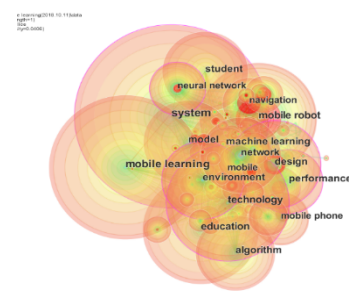 student
neural network
navigation
system
mobile robot
model
machine learning
network
design
mobile learning
mobile
environment
performance
technology
mobile phone
education
algorithm